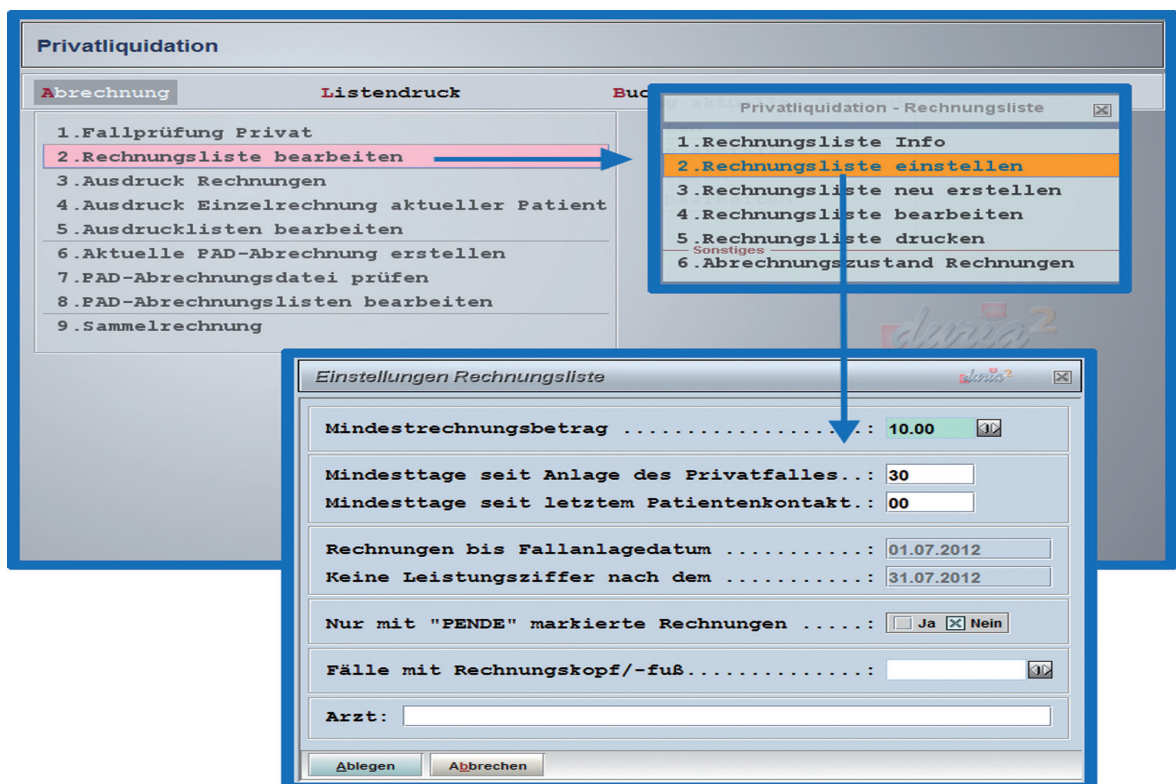 Privatliquidation
Abrechnung Listendruck Buc
1.Fallprüfung Privat
2.Rechnungsliste bearbeiten
3.Ausdruck Rechnungen
4.Ausdruck Einzelrechnung aktueller Patient
5.Ausdrucklisten bearbeiten
6.Aktuelle PAD-Abrechnung erstellen
7.PAD-Abrechnungsdatei prüfen
8.PAD-Abrechnungslisten bearbeiten
9.Sammelrechnung
Privatliquidation - Rechnungsliste
1.Rechnungsliste Info
2.Rechnungsliste einstellen
3.Rechnungsliste neu erstellen
4.Rechnungsliste bearbeiten
5.Rechnungsliste drucken
Sonstiges
6.Abrechnungszustand Rechnungen
duria2
Einstellungen Rechnungsliste duria2
Mindestrechnungsbetrag ...................: 10.00
Mindesttage seit Anlage des Privatfalles..: 30
Mindesttage seit letztem Patientenkontakt.: 00
Rechnungen bis Fallanlagedatum ...........: 01.07.2012
Keine Leistungsziffer nach dem ...........: 31.07.2012
Nur mit "PENDE" markierte Rechnungen .....: Ja Nein
Fälle mit Rechnungskopf/-fuß..............:
Arzt:
Ablegen Abbrechen